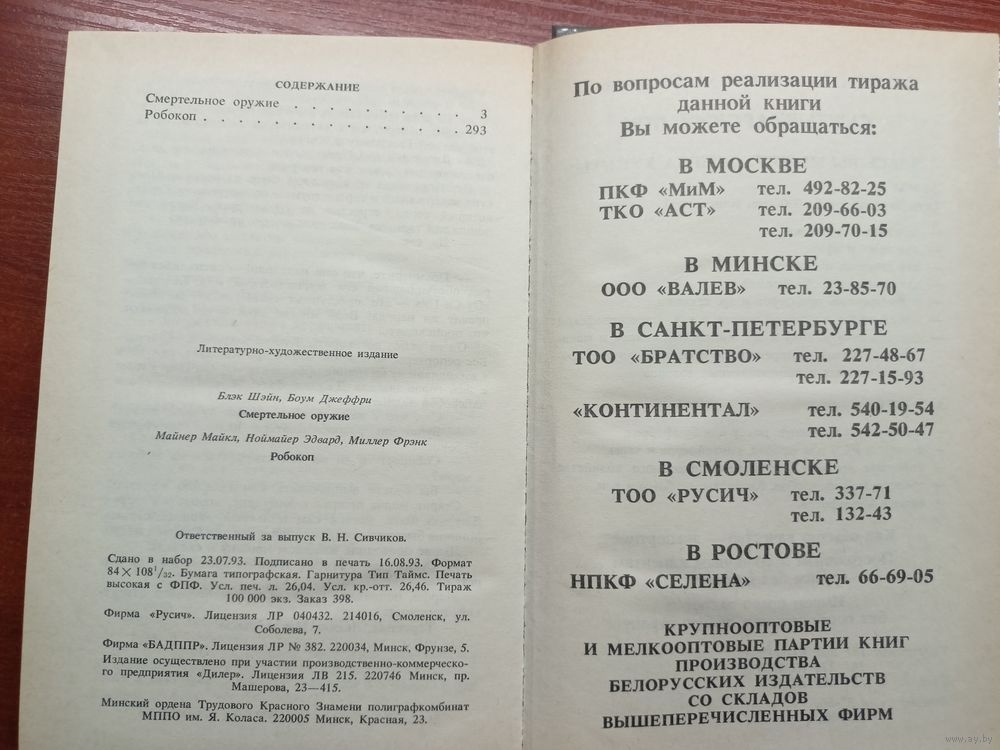 СОДЕРЖАНИЕ
Смертельное оружие . . . . . . . . . 3
Робокоп . . . . . . . . . . . . . . 293
Литературно-художественное издание
Блэк Шэйн, Боум Джеффри
Смертельное оружие
Майнер Майкл, Ноймайер Эдвард, Миллер Фрэнк
Робокоп
Ответственный за выпуск В. Н. Сивчиков.
Сдано в набор 23.07.93. Подписано в печать 16.08.93. Формат
84×108¹/₃₂. Бумага типографская. Гарнитура Тип Таймс. Печать
высокая с ФПФ. Усл. печ. л. 26,04. Усл. кр.-отт. 26,46. Тираж
100 000 экз. Заказ 398.
Фирма «Русич». Лицензия ЛР 040432. 214016, Смоленск, ул.
Соболева, 7.
Фирма «БАДППР». Лицензия ЛР № 382. 220034, Минск, Фрунзе, 5.
Издание осуществлено при участии производственно-коммерческо-
го предприятия «Дилер». Лицензия ЛВ 215. 220746 Минск, пр.
Машерова, 23—415.
Минский ордена Трудового Красного Знамени полиграфкомбинат
МППО им. Я. Коласа. 220005 Минск, Красная, 23.
По вопросам реализации тиража
данной книги
Вы можете обращаться:
В МОСКВЕ
ПКФ «МиМ» тел. 492-82-25
ТКО «АСТ» тел. 209-66-03
тел. 209-70-15
В МИНСКЕ
ООО «ВАЛЕВ» тел. 23-85-70
В САНКТ-ПЕТЕРБУРГЕ
ТОО «БРАТСТВО» тел. 227-48-67
тел. 227-15-93
«КОНТИНЕНТАЛ» тел. 540-19-54
тел. 542-50-47
В СМОЛЕНСКЕ
ТОО «РУСИЧ» тел. 337-71
тел. 132-43
В РОСТОВЕ
НПКФ «СЕЛЕНА» тел. 66-69-05
КРУПНООПТОВЫЕ
И МЕЛКООПТОВЫЕ ПАРТИИ КНИГ
ПРОИЗВОДСТВА
БЕЛОРУССКИХ ИЗДАТЕЛЬСТВ
СО СКЛАДОВ
ВЫШЕПЕРЕЧИСЛЕННЫХ ФИРМ
www.ay.by